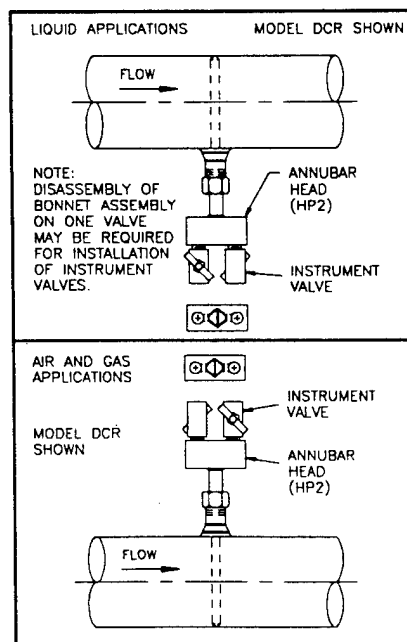 LIQUID APPLICATIONS MODEL DCR SHOWN
FLOW
NOTE:
DISASSEMBLY OF
BONNET ASSEMBLY
ON ONE VALVE
MAY BE REQUIRED
FOR INSTALLATION
OF INSTRUMENT
VALVES.
ANNUBAR
HEAD
(HP2)
INSTRUMENT
VALVE
AIR AND GAS
APPLICATIONS
MODEL DCR
SHOWN
INSTRUMENT
VALVE
ANNUBAR
HEAD
(HP2)
FLOW